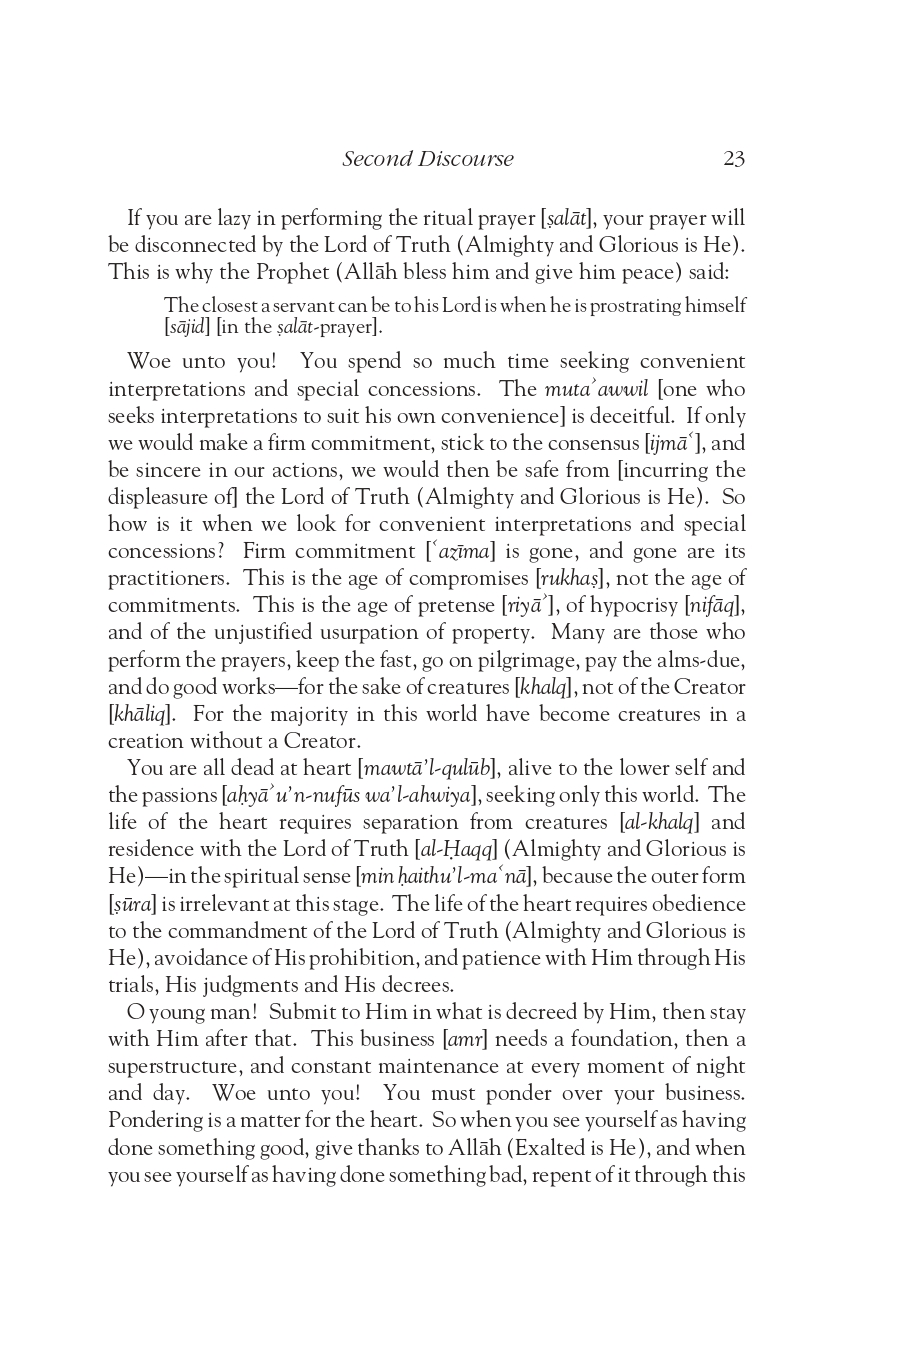 Second Discourse 23
If you are lazy in performing the ritual prayer [ṣalāt], your prayer will
be disconnected by the Lord of Truth (Almighty and Glorious is He).
This is why the Prophet (Allāh bless him and give him peace) said:
The closest a servant can be to his Lord is when he is prostrating himself
[sājid] [in the ṣalāt-prayer].
Woe unto you! You spend so much time seeking convenient
interpretations and special concessions. The mutaʾawwil [one who
seeks interpretations to suit his own convenience] is deceitful. If only
we would make a firm commitment, stick to the consensus [ijmāʿ], and
be sincere in our actions, we would then be safe from [incurring the
displeasure of] the Lord of Truth (Almighty and Glorious is He). So
how is it when we look for convenient interpretations and special
concessions? Firm commitment [ʿazīma] is gone, and gone are its
practitioners. This is the age of compromises [rukhaṣ], not the age of
commitments. This is the age of pretense [riyāʾ], of hypocrisy [nifāq],
and of the unjustified usurpation of property. Many are those who
perform the prayers, keep the fast, go on pilgrimage, pay the alms-due,
and do good works—for the sake of creatures [khalq], not of the Creator
[khāliq]. For the majority in this world have become creatures in a
creation without a Creator.
You are all dead at heart [mawtā’l-qulūb], alive to the lower self and
the passions [aḥyāʾu’n-nufūs wa’l-ahwiya], seeking only this world. The
life of the heart requires separation from creatures [al-khalq] and
residence with the Lord of Truth [al-Ḥaqq] (Almighty and Glorious is
He)—in the spiritual sense [min ḥaithu’l-maʿnā], because the outer form
[ṣūra] is irrelevant at this stage. The life of the heart requires obedience
to the commandment of the Lord of Truth (Almighty and Glorious is
He), avoidance of His prohibition, and patience with Him through His
trials, His judgments and His decrees.
O young man! Submit to Him in what is decreed by Him, then stay
with Him after that. This business [amr] needs a foundation, then a
superstructure, and constant maintenance at every moment of night
and day. Woe unto you! You must ponder over your business.
Pondering is a matter for the heart. So when you see yourself as having
done something good, give thanks to Allāh (Exalted is He), and when
you see yourself as having done something bad, repent of it through this